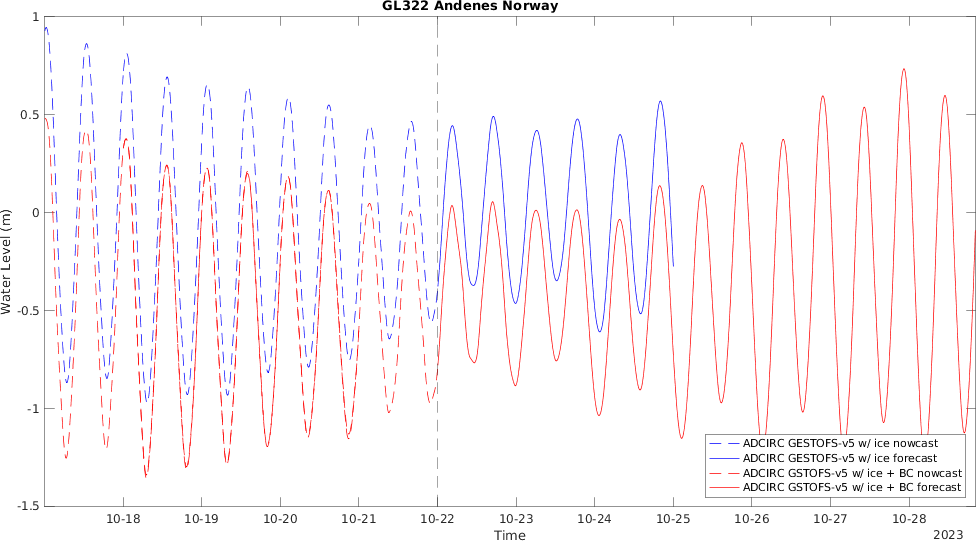 GL322 Andenes Norway
1
0.5
0
-0.5
-1
-1.5
Water Level (m)
10-18 10-19 10-20 10-21 10-22 10-23 10-24 10-25 10-26 10-27 10-28
Time
2023
ADCIRC GESTOFS-v5 w/ ice nowcast
ADCIRC GESTOFS-v5 w/ ice forecast
ADCIRC GSTOFS-v5 w/ ice + BC nowcast
ADCIRC GSTOFS-v5 w/ ice + BC forecast